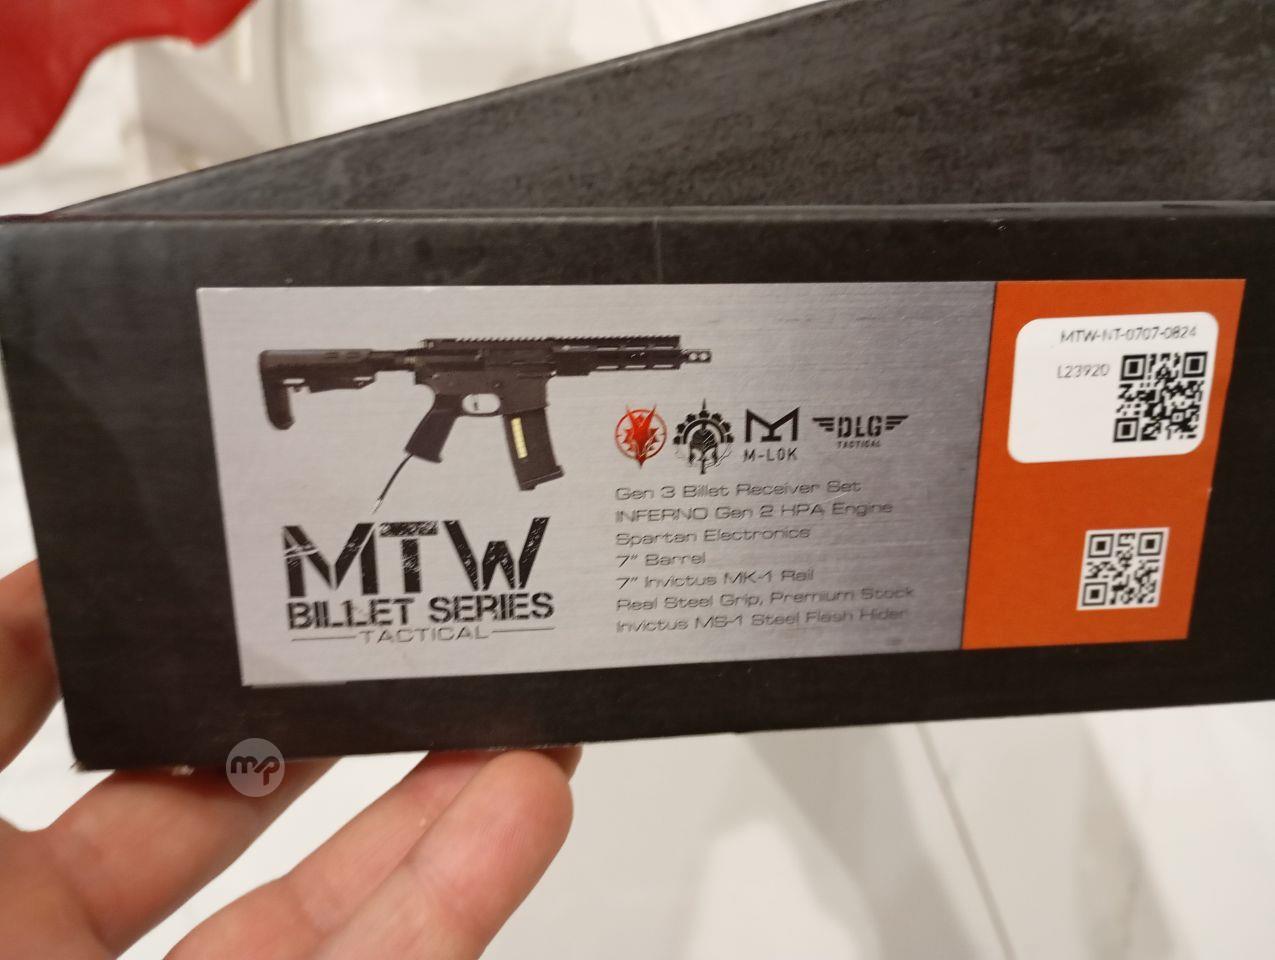 MTW-NT-0707-0824
L23920
M-LOK
DLG
TACTICAL
Gen 3 Billet Receiver Set
INFERNO Gen 2 HPA Engine
Spartan Electronics
7" Barrel
7" Invictus MK-1 Rail
Real Steel Grip, Premium Stock
Invictus MS-1 Steel Flash Hider
MTW
BILLET SERIES
TACTICAL
mp